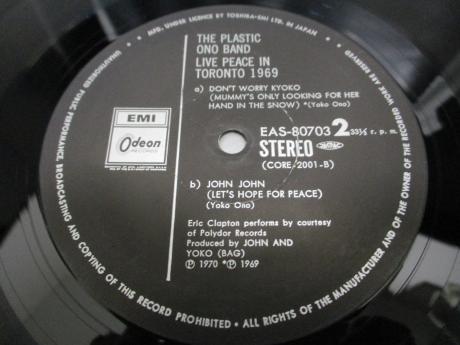 MFG. UNDER LICENCE BY TOSHIBA-EMI LTD. IN JAPAN
THE PLASTIC
ONO BAND
LIVE PEACE IN
TORONTO 1969
a) DON'T WORRY KYOKO
(MUMMY'S ONLY LOOKING FOR HER
HAND IN THE SNOW) *(Yoko Ono)
EMI
Odeon
EAS-80703 2 33⅓ r. p. m.
STEREO
(CORE 2001-B)
b) JOHN JOHN
(LET'S HOPE FOR PEACE)
(Yoko Ono)
Eric Clapton performs by courtesy
of Polydor Records
Produced by JOHN AND
YOKO (BAG)
℗ 1970 *℗ 1969
UNAUTHORIZED PUBLIC PERFORMANCE, BROADCASTING AND COPYING OF THIS RECORD PROHIBITED • ALL RIGHTS OF THE MANUFACTURER AND OF THE OWNER OF THE RECORDED WORK ARE RESERVED